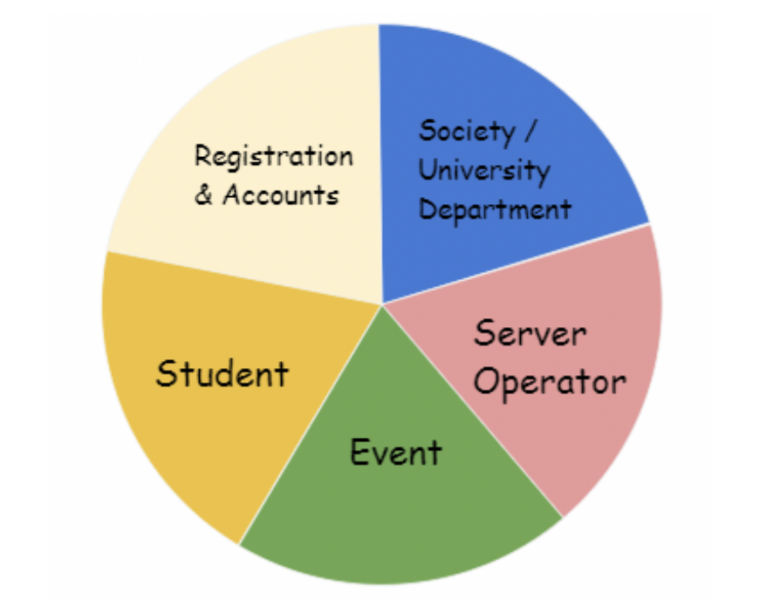 Society /
University
Department
Server
Operator
Event
Student
Registration
& Accounts